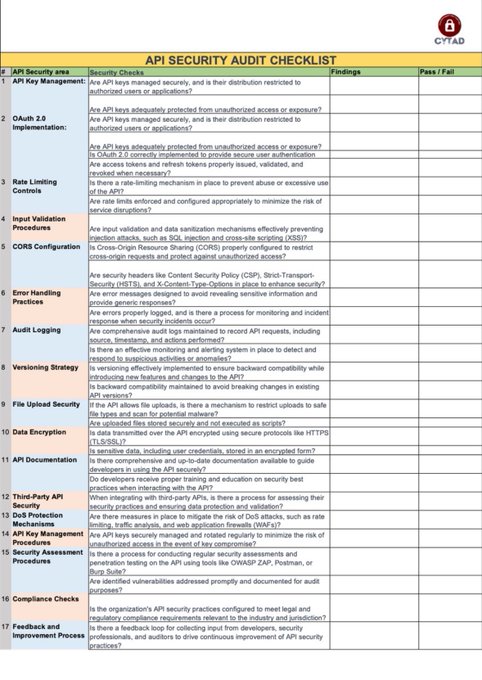 CYTAD
API SECURITY AUDIT CHECKLIST
# API Security area Security Checks Findings Pass / Fail
1 API Key Management: Are API keys managed securely, and is their distribution restricted to
authorized users or applications?
Are API keys adequately protected from unauthorized access or exposure?
2 OAuth 2.0 Are API keys managed securely, and is their distribution restricted to
Implementation: authorized users or applications?
Are API keys adequately protected from unauthorized access or exposure?
Is OAuth 2.0 correctly implemented to provide secure user authentication
Are access tokens and refresh tokens properly issued, validated, and
revoked when necessary?
3 Rate Limiting Is there a rate-limiting mechanism in place to prevent abuse or excessive use
Controls of the API?
Are rate limits enforced and configured appropriately to minimize the risk of
service disruptions?
4 Input Validation
Procedures Are input validation and data sanitization mechanisms effectively preventing
injection attacks, such as SQL injection and cross-site scripting (XSS)?
5 CORS Configuration Is Cross-Origin Resource Sharing (CORS) properly configured to restrict
cross-origin requests and protect against unauthorized access?
Are security headers like Content Security Policy (CSP), Strict-Transport-
Security (HSTS), and X-Content-Type-Options in place to enhance security?
6 Error Handling Are error messages designed to avoid revealing sensitive information and
Practices provide generic responses?
Are errors properly logged, and is there a process for monitoring and incident
response when security incidents occur?
7 Audit Logging Are comprehensive audit logs maintained to record API requests, including
source, timestamp, and actions performed?
Is there an effective monitoring and alerting system in place to detect and
respond to suspicious activities or anomalies?
8 Versioning Strategy Is versioning effectively implemented to ensure backward compatibility while
introducing new features and changes to the API?
Is backward compatibility maintained to avoid breaking changes in existing
API versions?
9 File Upload Security If the API allows file uploads, is there a mechanism to restrict uploads to safe
file types and scan for potential malware?
Are uploaded files stored securely and not executed as scripts?
10 Data Encryption Is data transmitted over the API encrypted using secure protocols like HTTPS
(TLS/SSL)?
Is sensitive data, including user credentials, stored in an encrypted form?
11 API Documentation Is there comprehensive and up-to-date documentation available to guide
developers in using the API securely?
Do developers receive proper training and education on security best
practices when interacting with the API?
12 Third-Party API When integrating with third-party APIs, is there a process for assessing their
Security security practices and ensuring data protection and validation?
13 DoS Protection Are there measures in place to mitigate the risk of DoS attacks, such as rate
Mechanisms limiting, traffic analysis, and web application firewalls (WAFs)?
14 API Key Management Are API keys securely managed and rotated regularly to minimize the risk of
Procedures unauthorized access in the event of key compromise?
15 Security Assessment Is there a process for conducting regular security assessments and
Procedures penetration testing on the API using tools like OWASP ZAP, Postman, or
Burp Suite?
Are identified vulnerabilities addressed promptly and documented for audit
purposes?
16 Compliance Checks
Is the organization's API security practices configured to meet legal and
regulatory compliance requirements relevant to the industry and jurisdiction?
17 Feedback and Is there a feedback loop for collecting input from developers, security
Improvement Process professionals, and auditors to drive continuous improvement of API security
practices?